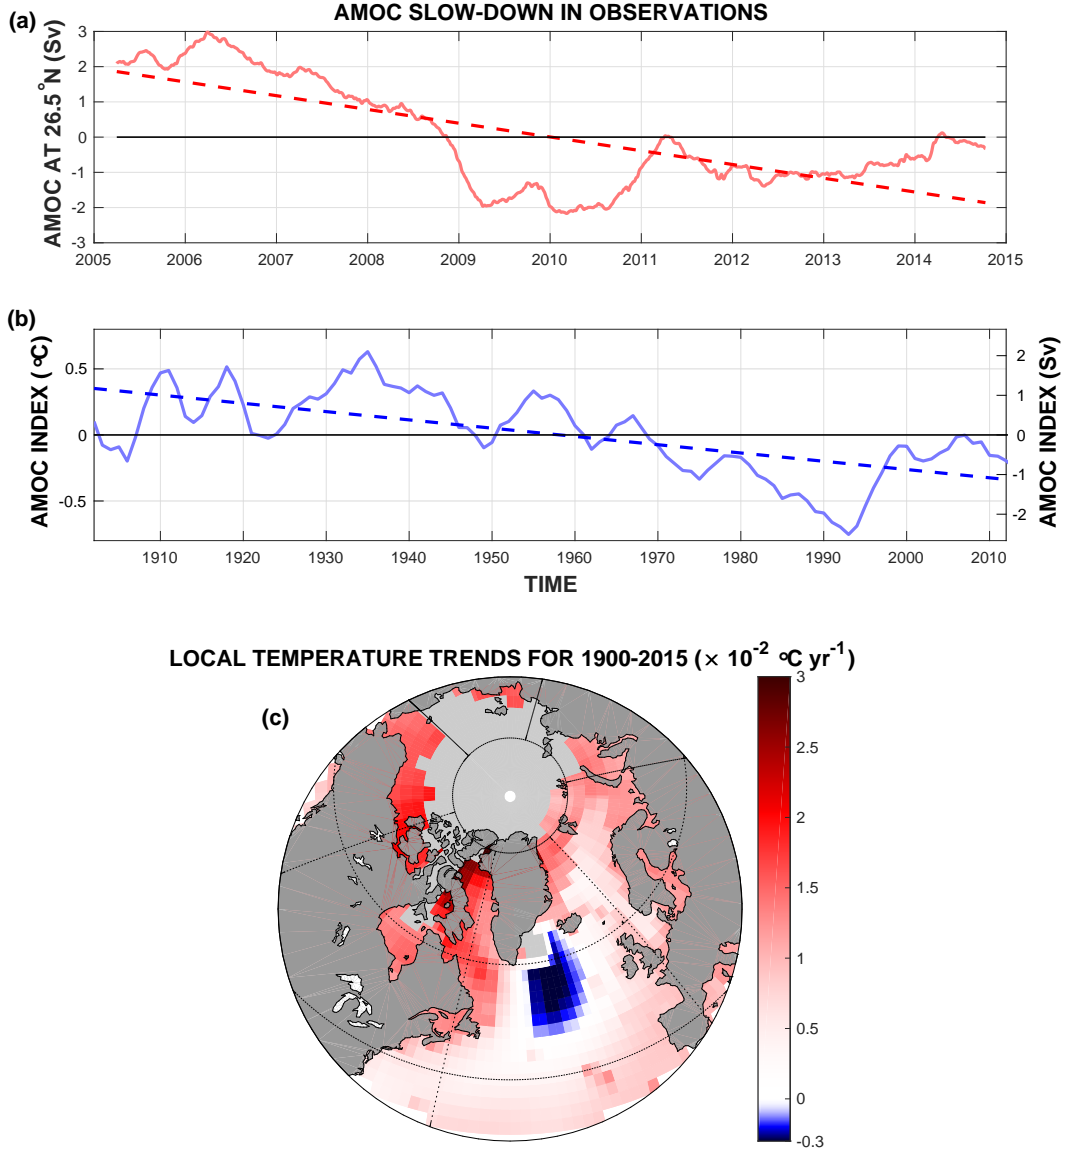 AMOC SLOW-DOWN IN OBSERVATIONS
(a)
AMOC AT 26.5°N (Sv)
3
2
1
0
-1
-2
-3
2005 2006 2007 2008 2009 2010 2011 2012 2013 2014 2015
(b)
AMOC INDEX (°C)
0.5
0
-0.5
AMOC INDEX (Sv)
2
1
0
-1
-2
1910 1920 1930 1940 1950 1960 1970 1980 1990 2000 2010
TIME
LOCAL TEMPERATURE TRENDS FOR 1900-2015 (× 10⁻² °C yr⁻¹)
(c)
3
2.5
2
1.5
1
0.5
0
-0.3